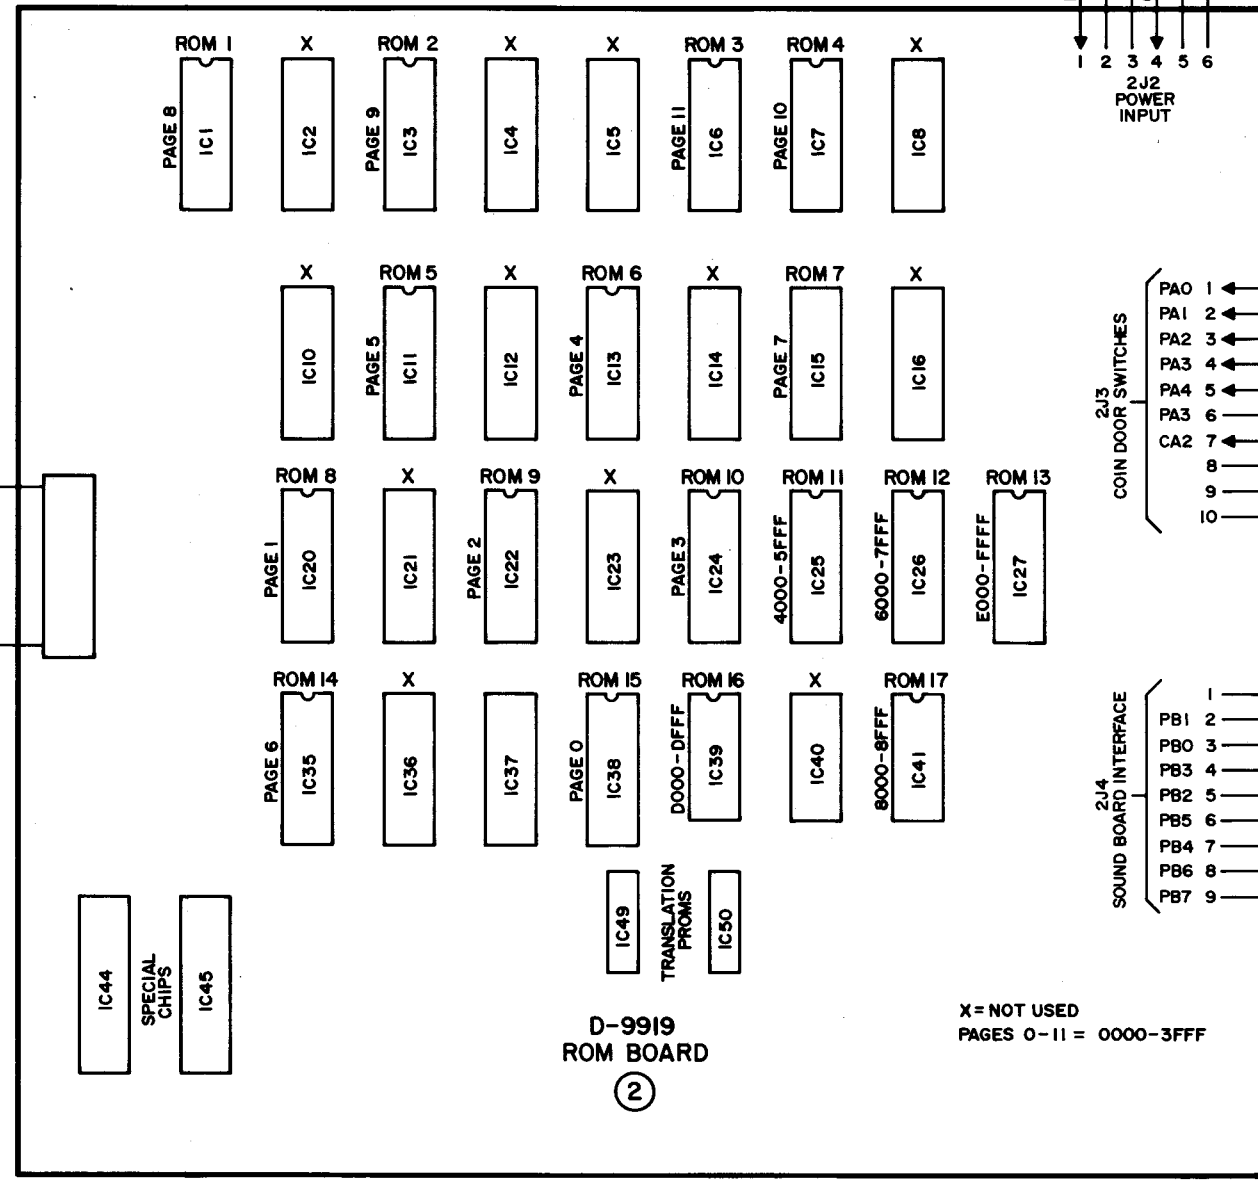 ROM 1 X ROM 2 X X ROM 3 ROM 4 X
PAGE 8 IC1 IC2 PAGE 9 IC3 IC4 IC5 PAGE 11 IC6 PAGE 10 IC7 IC8
1 2 3 4 5 6
2J2
POWER
INPUT
X ROM 5 X ROM 6 X ROM 7 X
IC10 PAGE 5 IC11 IC12 PAGE 4 IC13 IC14 PAGE 7 IC15 IC16
2J3
COIN DOOR SWITCHES
PA0 1
PA1 2
PA2 3
PA3 4
PA4 5
PA3 6
CA2 7
8
9
10
ROM 8 X ROM 9 X ROM 10 ROM 11 ROM 12 ROM 13
PAGE 1 IC20 IC21 PAGE 2 IC22 IC23 PAGE 3 IC24 4000-5FFF IC25 6000-7FFF IC26 E000-FFFF IC27
ROM 14 X ROM 15 ROM 16 X ROM 17
PAGE 6 IC35 IC36 IC37 PAGE 0 IC38 D000-DFFF IC39 IC40 8000-8FFF IC41
2J4
SOUND BOARD INTERFACE
1
PB1 2
PB0 3
PB3 4
PB2 5
PB5 6
PB4 7
PB6 8
PB7 9
IC49 TRANSLATION
PROMS IC50
IC44 SPECIAL
CHIPS IC45
D-9919
ROM BOARD
2
X = NOT USED
PAGES 0-11 = 0000-3FFF